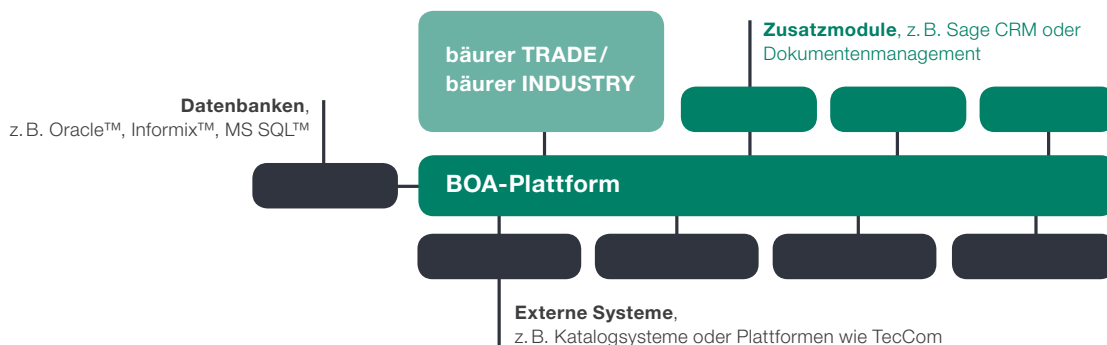 bäurer TRADE/
bäurer INDUSTRY
Zusatzmodule, z. B. Sage CRM oder
Dokumentenmanagement
Datenbanken,
z. B. Oracle™, Informix™, MS SQL™
BOA-Plattform
Externe Systeme,
z. B. Katalogsysteme oder Plattformen wie TecCom